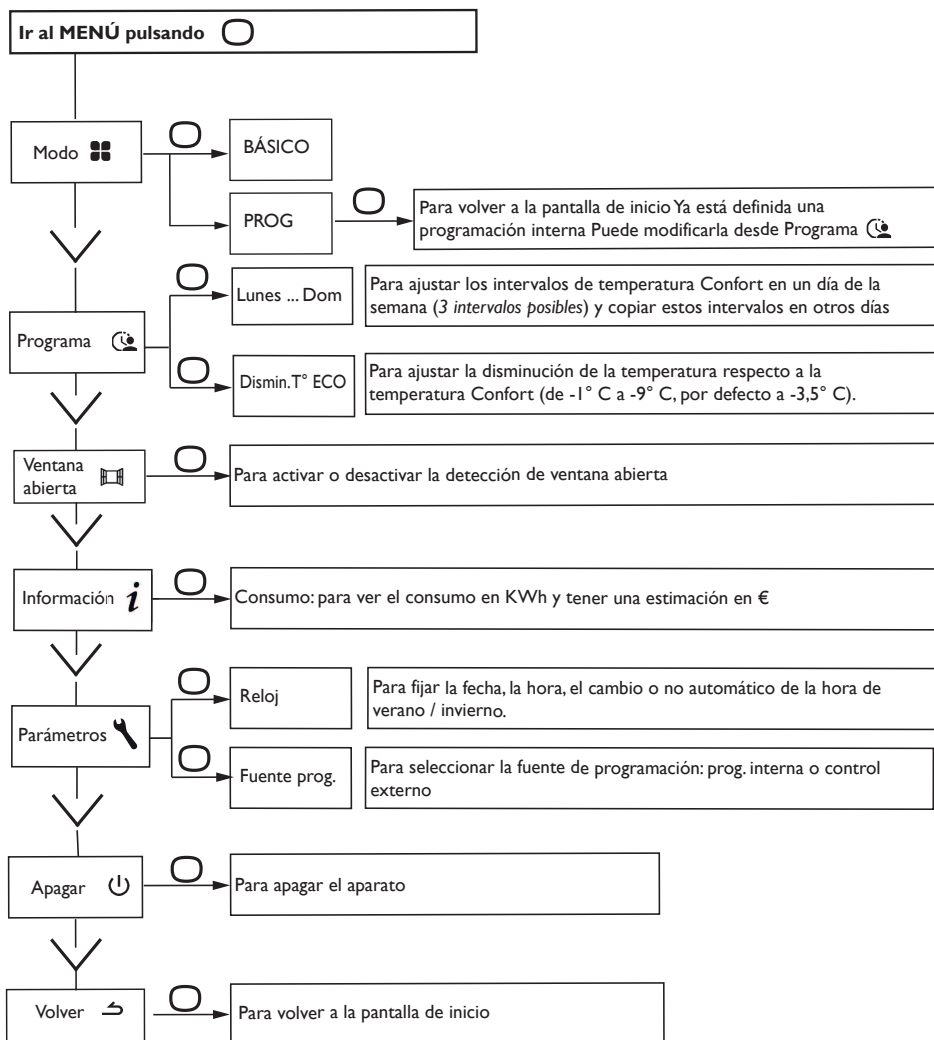 Ir al MENÚ pulsando
Modo
BÁSICO
PROG
Para volver a la pantalla de inicio Ya está definida una
programación interna Puede modificarla desde Programa
Programa
Lunes ... Dom
Para ajustar los intervalos de temperatura Confort en un día de la
semana (3 intervalos posibles) y copiar estos intervalos en otros días
Dismin.T° ECO
Para ajustar la disminución de la temperatura respecto a la
temperatura Confort (de -1° C a -9° C, por defecto a -3,5° C).
Ventana
abierta
Para activar o desactivar la detección de ventana abierta
Información
Consumo: para ver el consumo en KWh y tener una estimación en €
Parámetros
Reloj
Para fijar la fecha, la hora, el cambio o no automático de la hora de
verano / invierno.
Fuente prog.
Para seleccionar la fuente de programación: prog. interna o control
externo
Apagar
Para apagar el aparato
Volver
Para volver a la pantalla de inicio